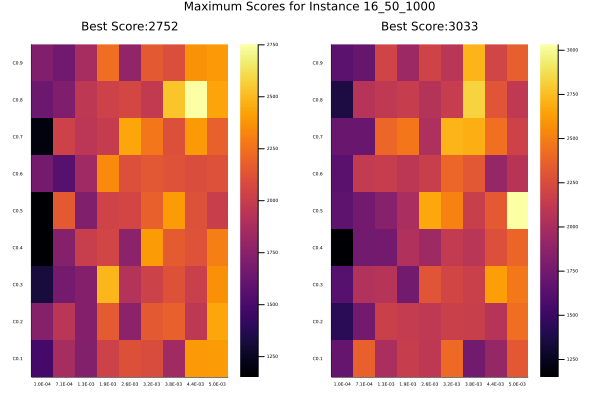 Maximum Scores for Instance 16_50_1000
Best Score:2752
Best Score:3033
C0.9
C0.8
C0.7
C0.6
C0.5
C0.4
C0.3
C0.2
C0.1
1.0E-04 7.1E-04 1.3E-03 1.9E-03 2.6E-03 3.2E-03 3.8E-03 4.4E-03 5.0E-03
2750
2500
2250
2000
1750
1500
1250
C0.9
C0.8
C0.7
C0.6
C0.5
C0.4
C0.3
C0.2
C0.1
1.0E-04 7.1E-04 1.3E-03 1.9E-03 2.6E-03 3.2E-03 3.8E-03 4.4E-03 5.0E-03
3000
2750
2500
2250
2000
1750
1500
1250